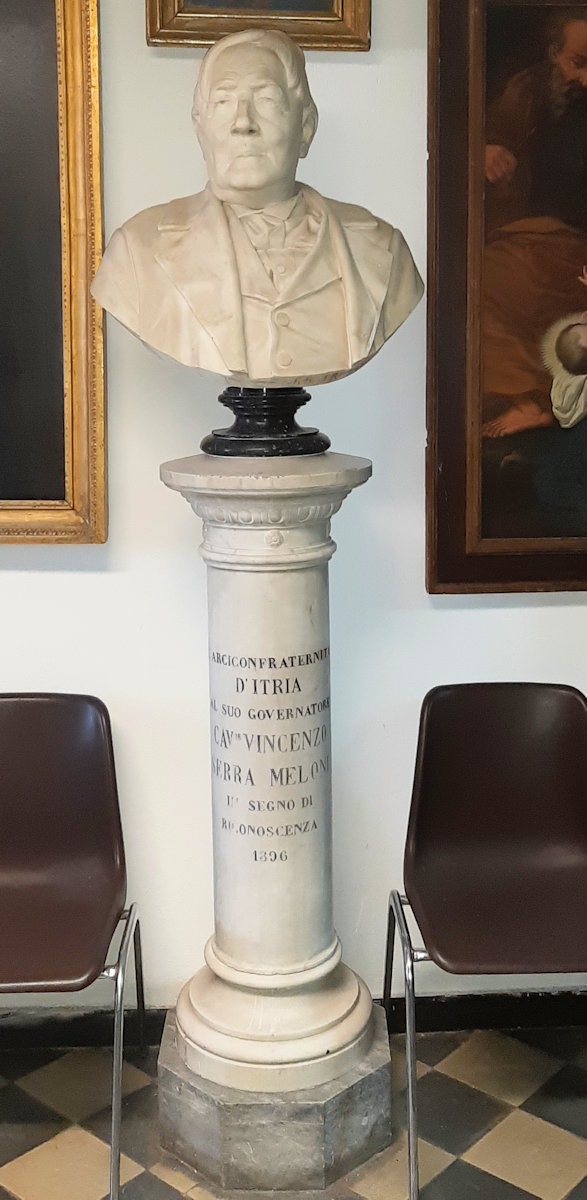 ARCICONFRATERNITA
D'ITRIA
AL SUO GOVERNATORE
CAV.RE VINCENZO
SERRA MELONI
IN SEGNO DI
RICONOSCENZA
1896